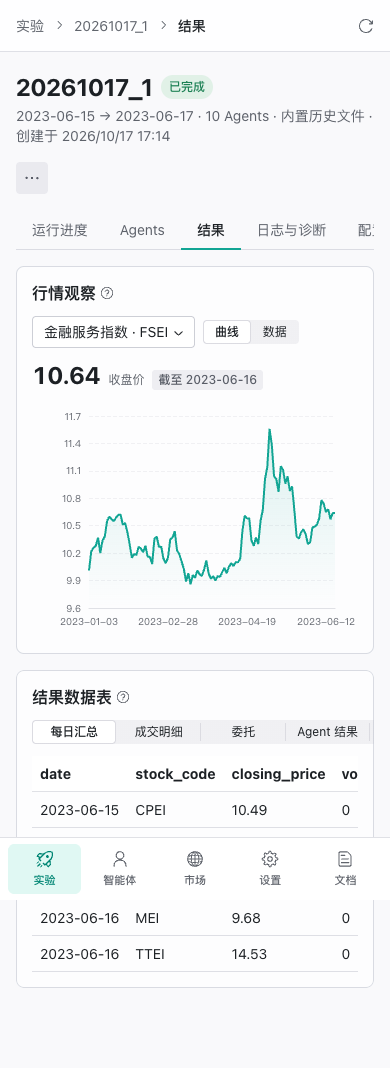 实验 > 20261017_1 > 结果
20261017_1 已完成
2023-06-15 → 2023-06-17 · 10 Agents · 内置历史文件 ·
创建于 2026/10/17 17:14
...
运行进度 Agents 结果 日志与诊断 配
行情观察 ?
金融服务指数 · FSEI 曲线 数据
10.64 收盘价 截至 2023-06-16
11.7
11.4
11.1
10.8
10.5
10.2
9.9
9.6
2023-01-03 2023-02-28 2023-04-19 2023-06-12
结果数据表 ?
每日汇总 成交明细 委托 Agent 结果
date stock_code closing_price vo
2023-06-15 CPEI 10.49 0
实验 智能体 市场 设置 文档
2023-06-16 MEI 9.68 0
2023-06-16 TTEI 14.53 0